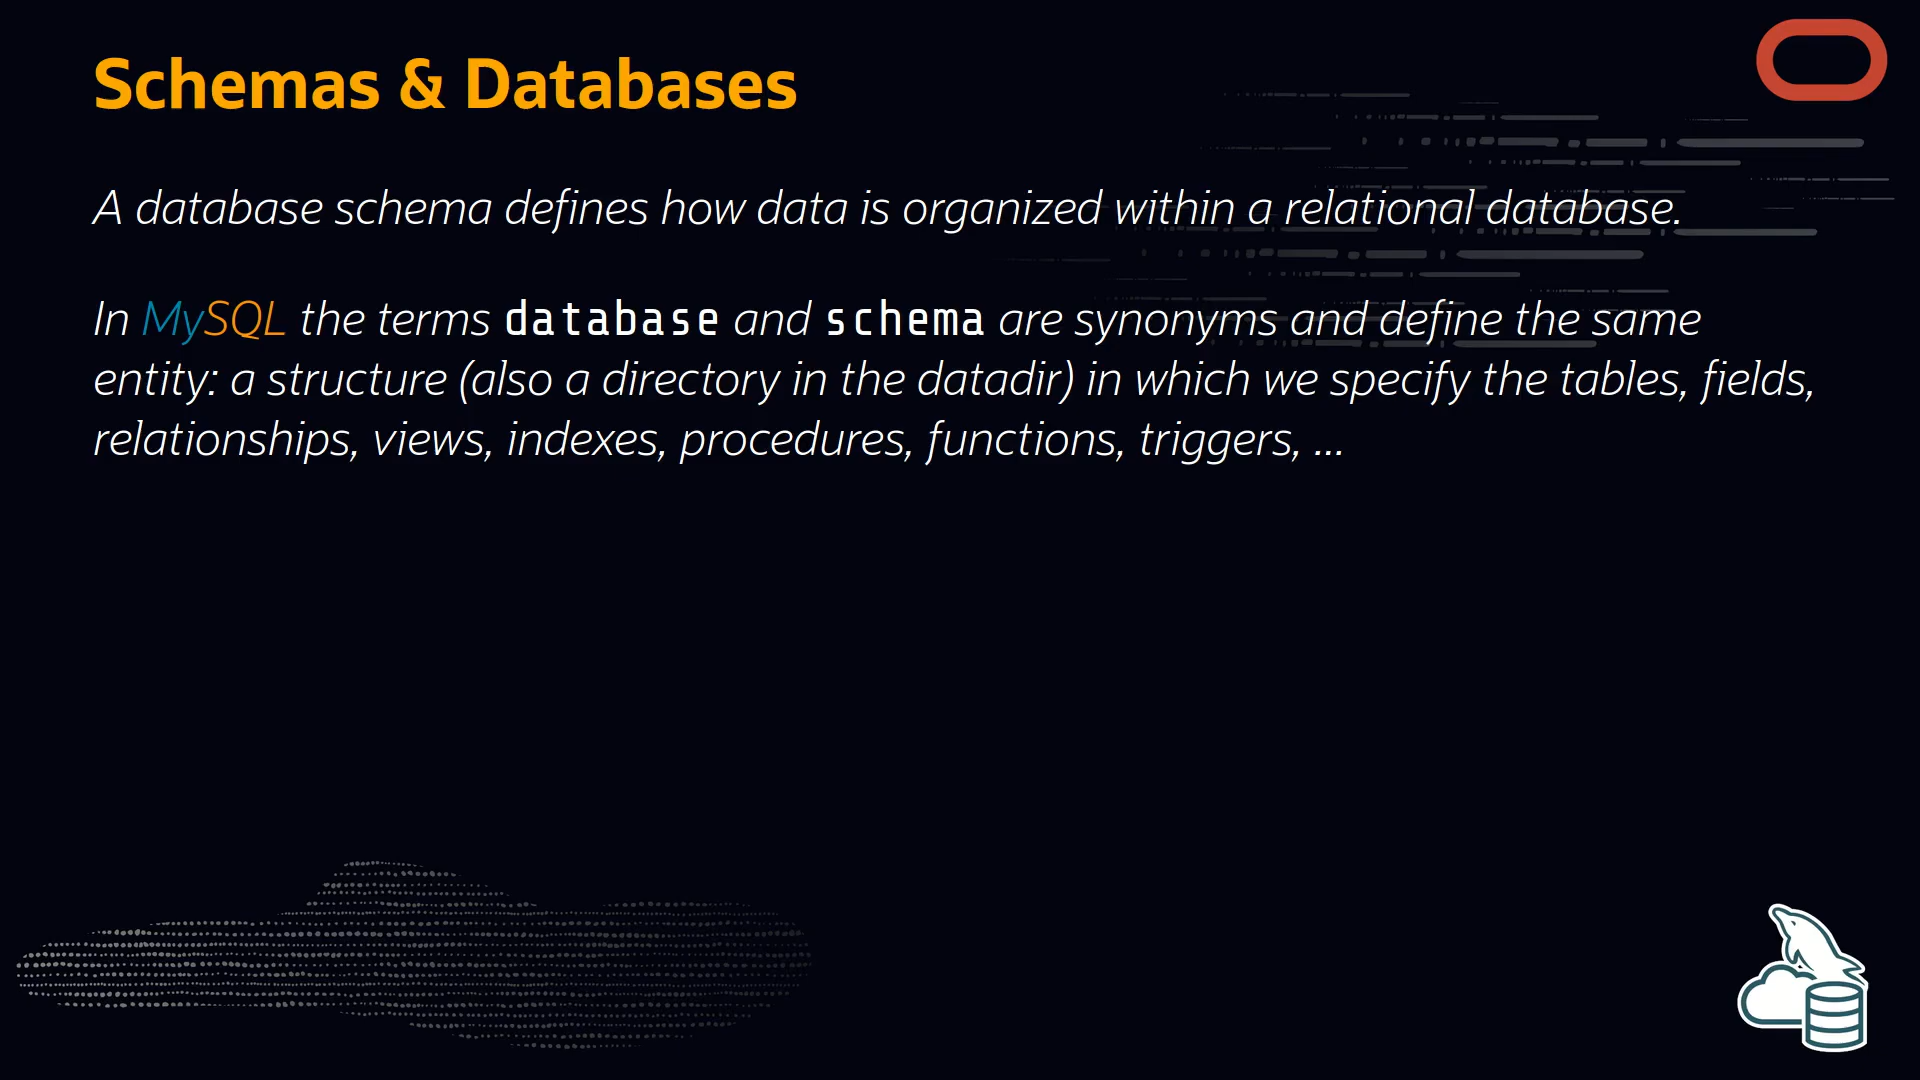 Schemas & Databases
A database schema defines how data is organized within a relational database.
In MySQL the terms database and schema are synonyms and define the same
entity: a structure (also a directory in the datadir) in which we specify the tables, fields,
relationships, views, indexes, procedures, functions, triggers, ...